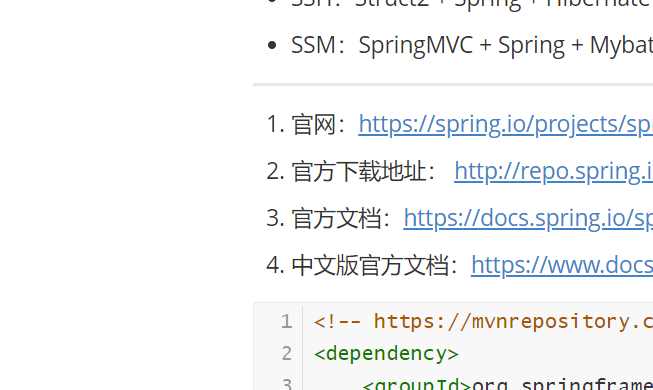 SSH：Struct2 + Spring + Hibernate
SSM：SpringMVC + Spring + Mybat
1. 官网：https://spring.io/projects/sp
2. 官方下载地址： http://repo.spring.i
3. 官方文档：https://docs.spring.io/sp
4. 中文版官方文档：https://www.docs
1 <!-- https://mvnrepository.c
2 <dependency>
3 <groupId>org.springframe